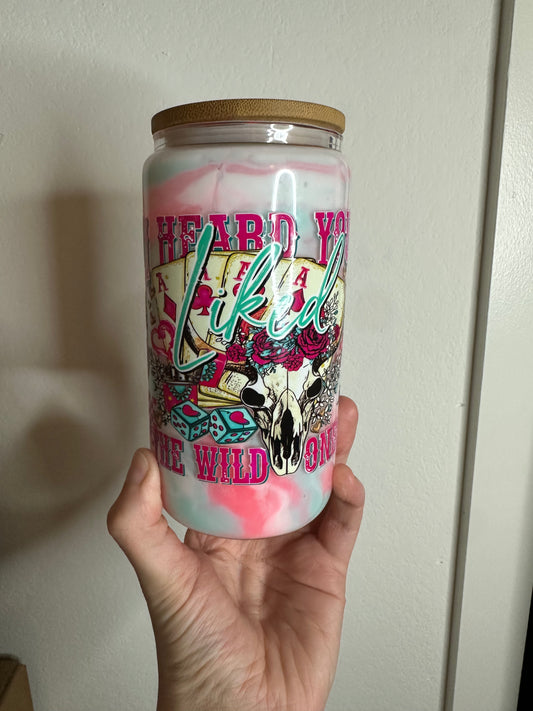 I HEARD YO
Liked
A A A A
THE WILD ONE